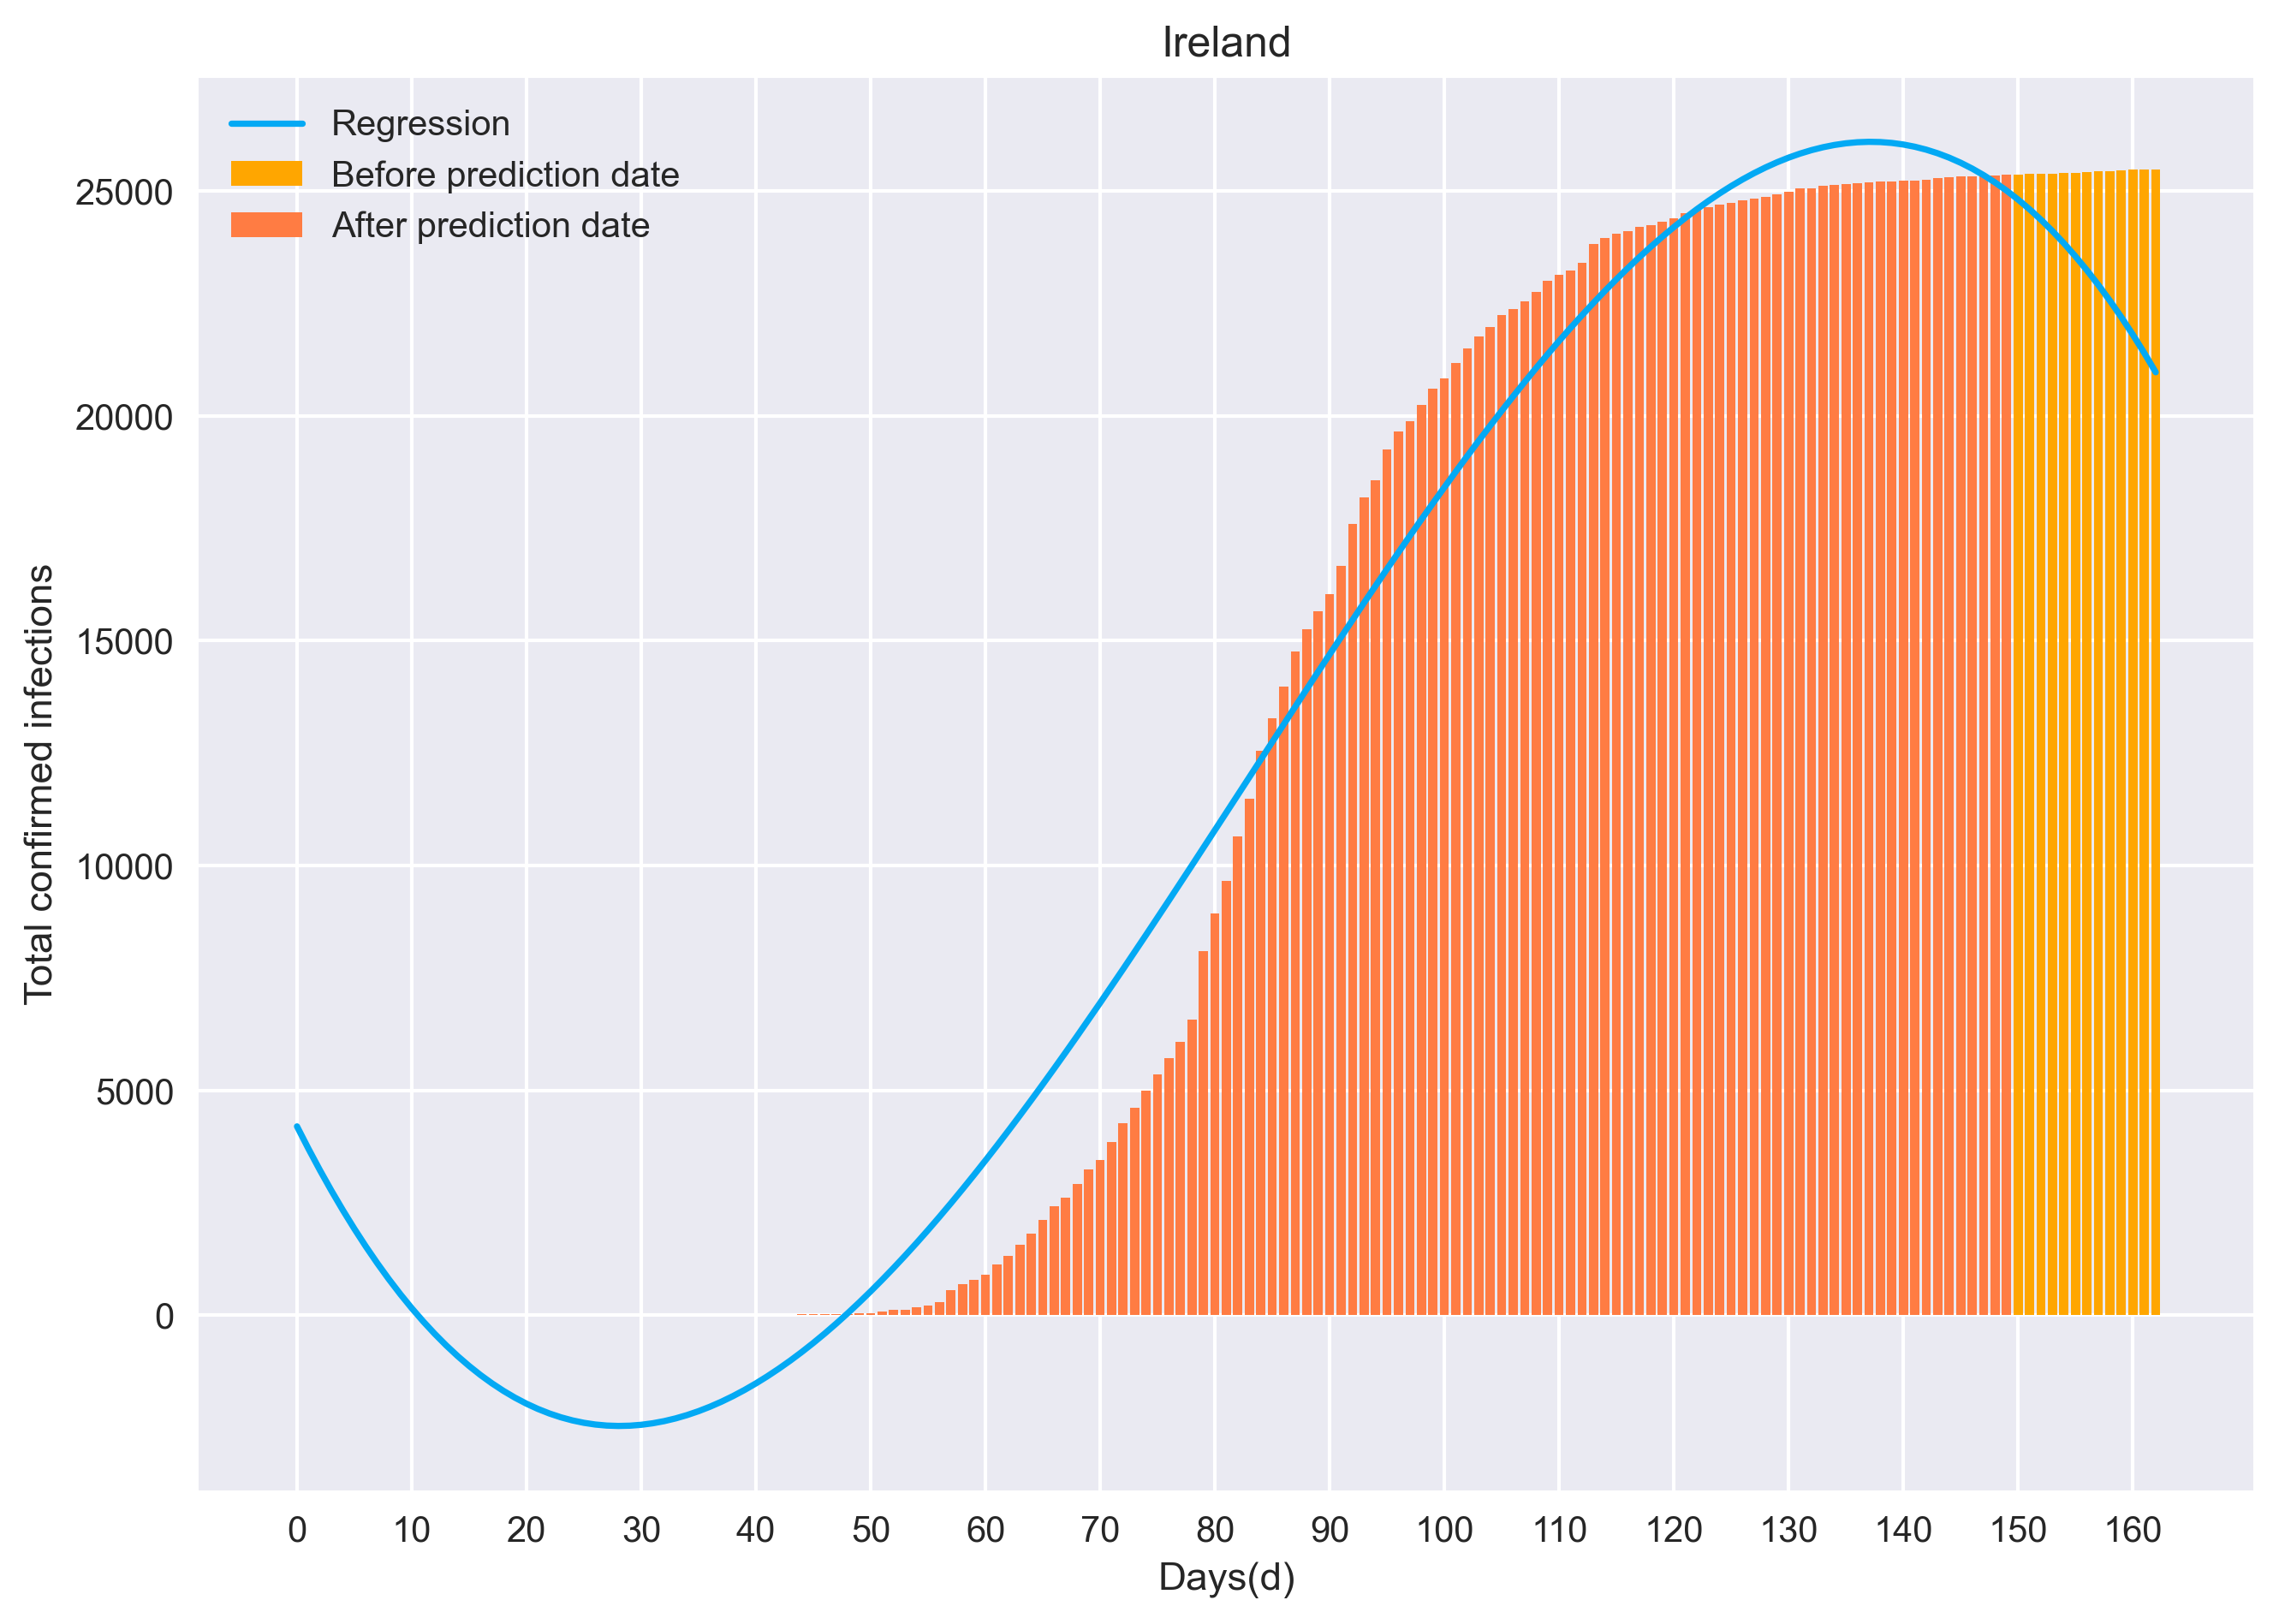 Ireland
Regression
Before prediction date
After prediction date
25000
20000
15000
10000
5000
0
Total confirmed infections
0 10 20 30 40 50 60 70 80 90 100 110 120 130 140 150 160
Days(d)